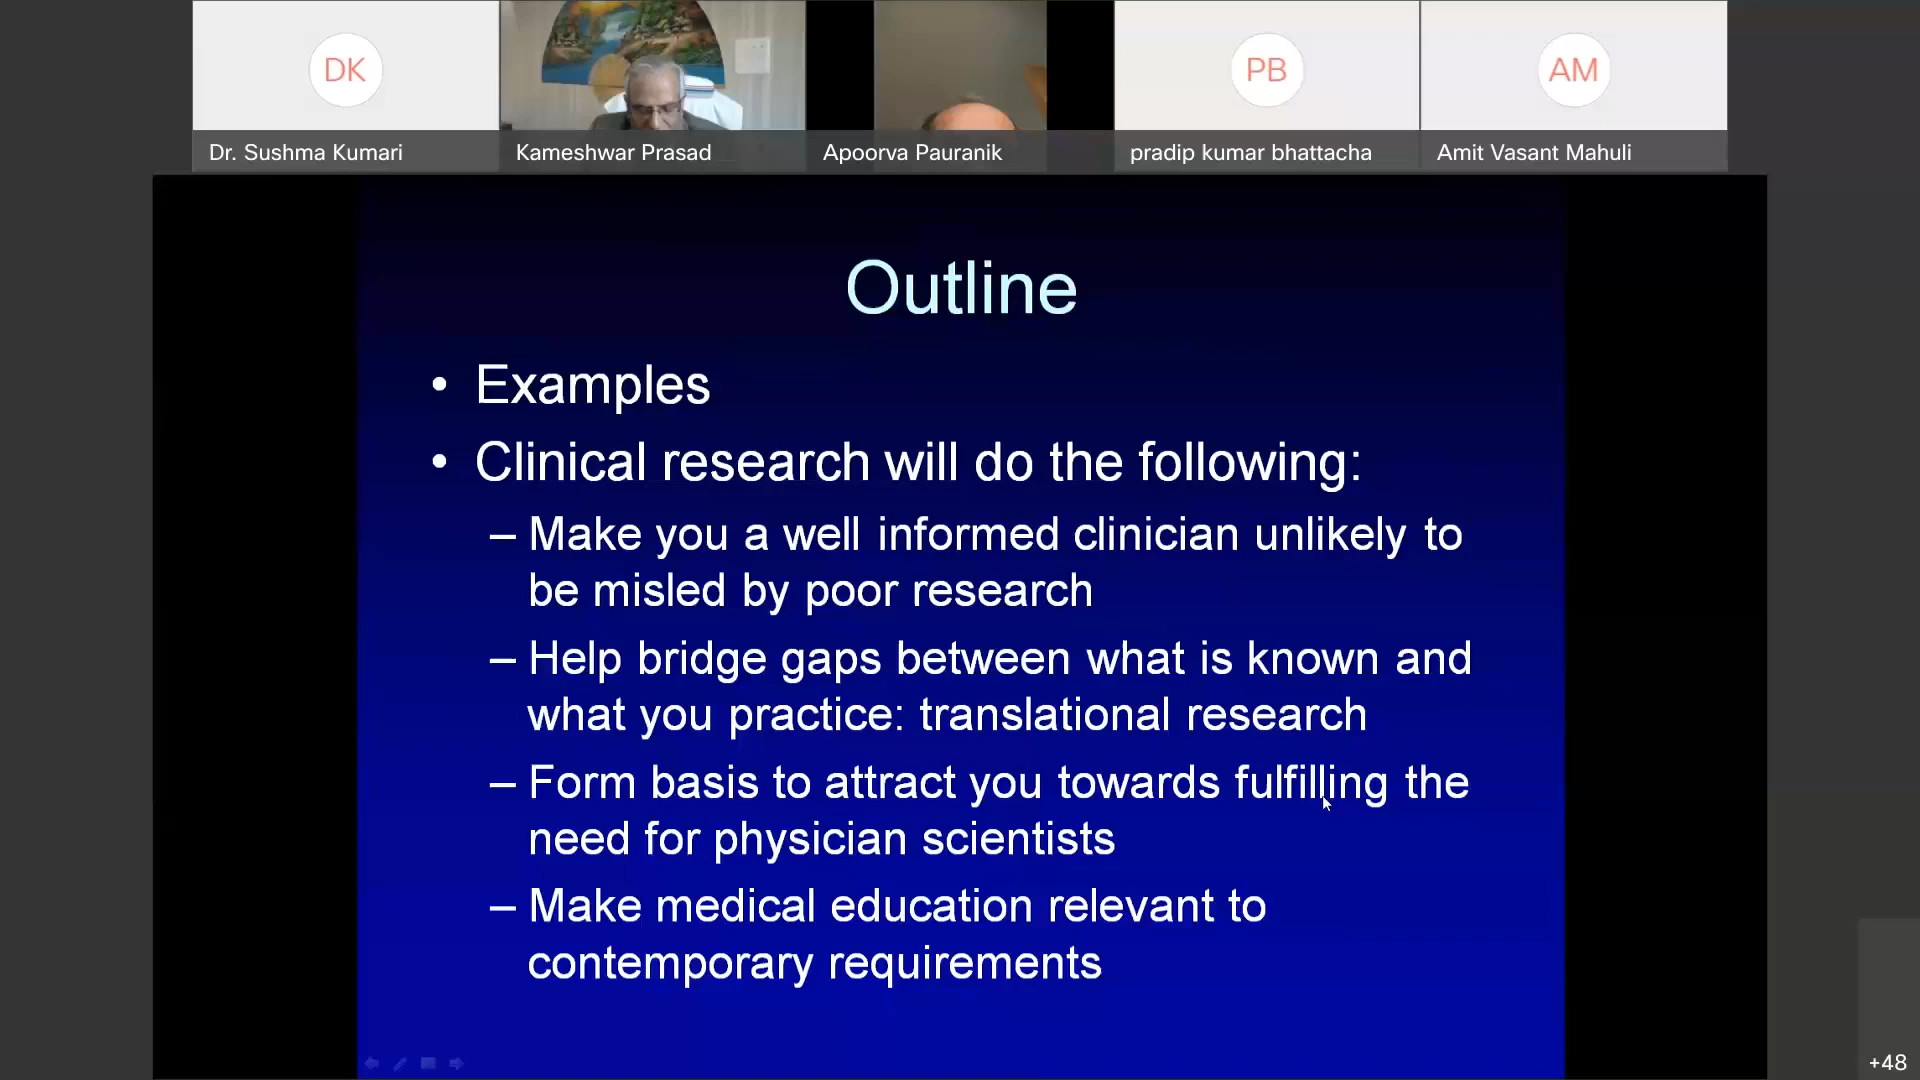 DK
PB
AM
Dr. Sushma Kumari
Kameshwar Prasad
Apoorva Pauranik
pradip kumar bhattacha
Amit Vasant Mahuli
Outline
• Examples
• Clinical research will do the following:
– Make you a well informed clinician unlikely to
be misled by poor research
– Help bridge gaps between what is known and
what you practice: translational research
– Form basis to attract you towards fulfilling the
need for physician scientists
– Make medical education relevant to
contemporary requirements
+48